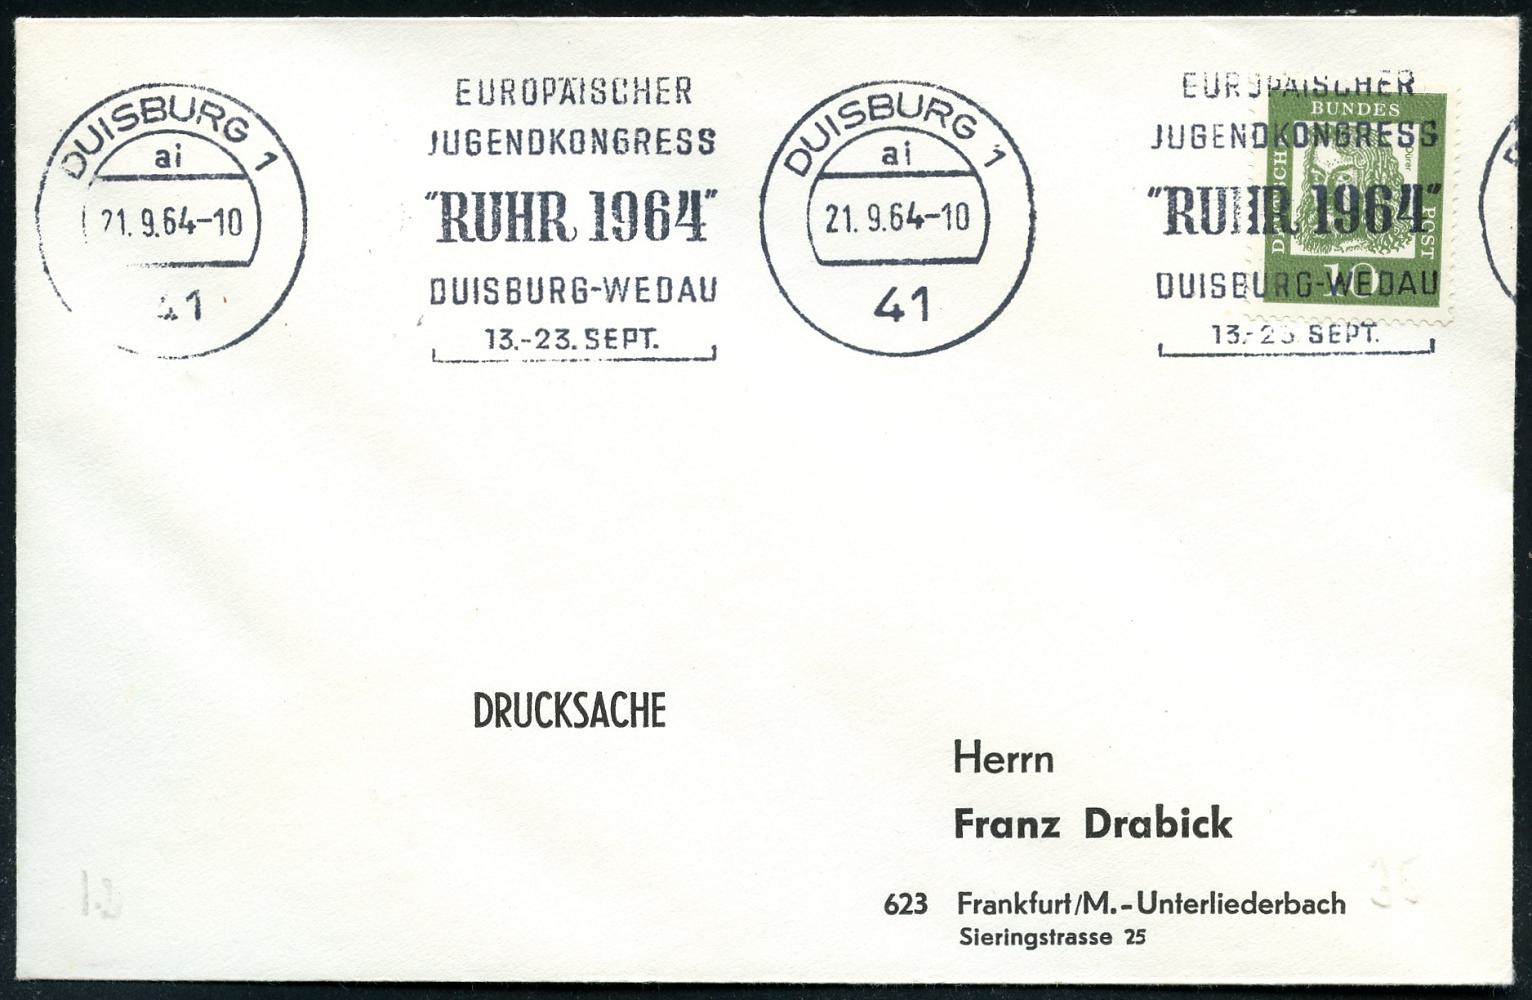 DUISBURG 1
ai
21.9.64-10
41
EUROPÄISCHER
JUGENDKONGRESS
"RUHR 1964"
DUISBURG-WEDAU
13.-23. SEPT.
DUISBURG 1
ai
21.9.64-10
41
EUROPÄISCHER
JUGENDKONGRESS
"RUHR 1964"
DUISBURG-WEDAU
13.-23. SEPT.
BUNDES
POST
Dürer
10
DRUCKSACHE
Herrn
Franz Drabick
623 Frankfurt/M.-Unterliederbach
Sieringstrasse 25